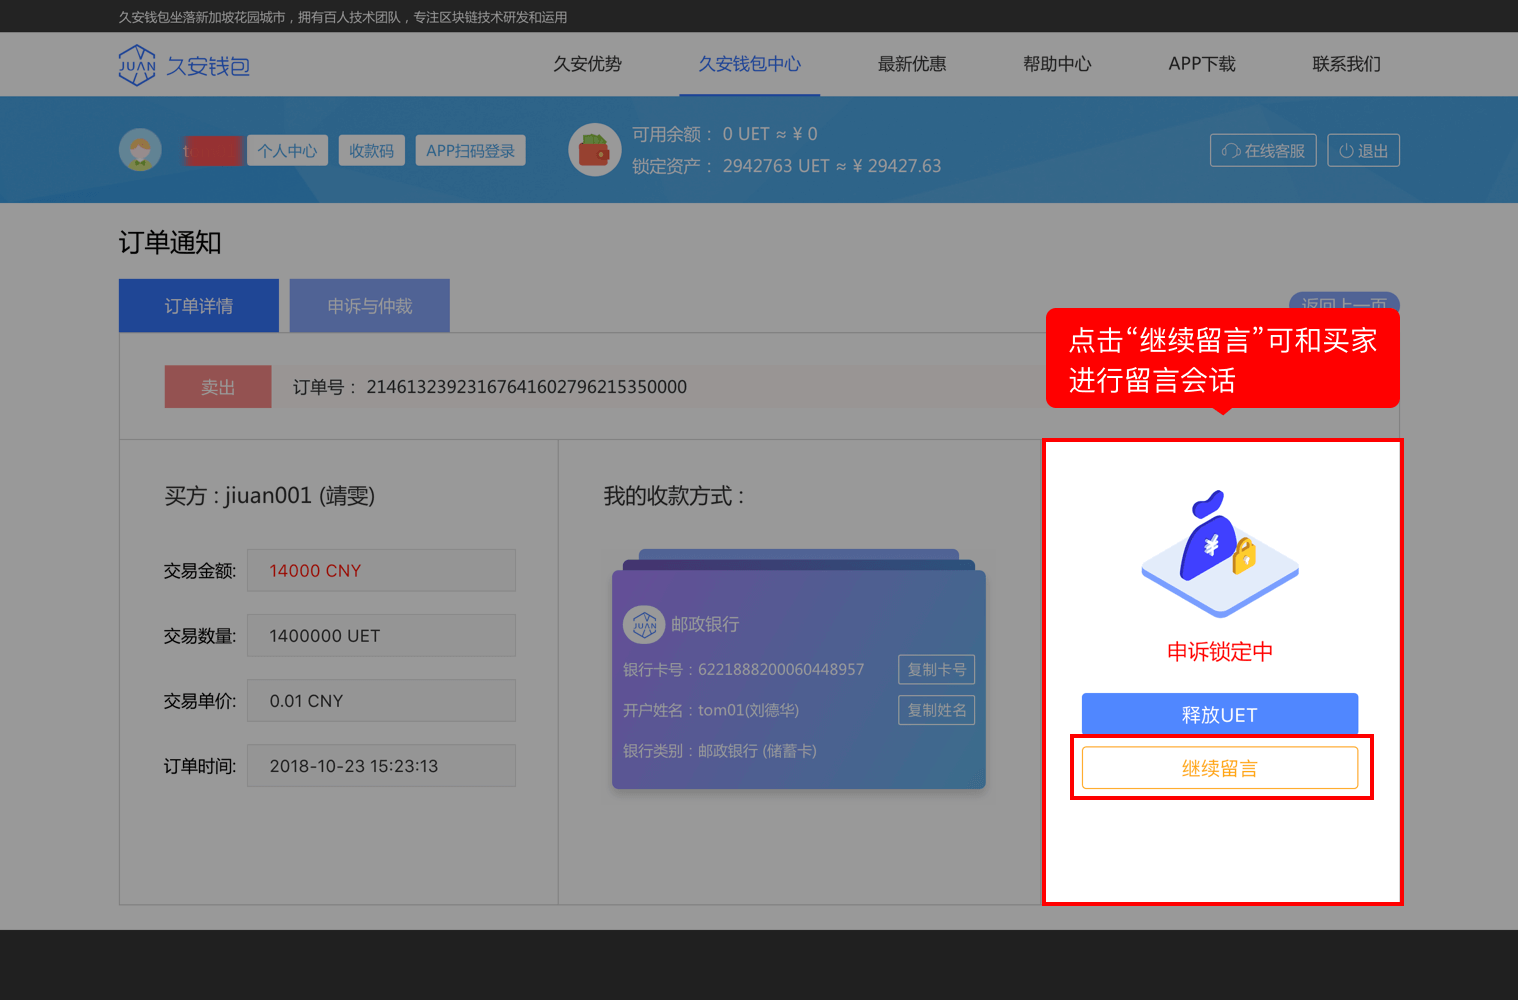 久安钱包坐落新加坡花园城市，拥有百人技术团队，专注区块链技术研发和运用
JUAN 久安钱包
久安优势
久安钱包中心
最新优惠
帮助中心
APP下载
联系我们
个人中心
收款码
APP扫码登录
可用余额： 0 UET ≈ ¥ 0
锁定资产： 2942763 UET ≈ ¥ 29427.63
在线客服
退出
订单通知
订单详情
申诉与仲裁
返回上一页
点击“继续留言”可和买家
进行留言会话
卖出
订单号： 21461323923167641602796215350000
买方 : jiuan001 (靖雯)
交易金额: 14000 CNY
交易数量: 1400000 UET
交易单价: 0.01 CNY
订单时间: 2018-10-23 15:23:13
我的收款方式 :
JUAN 邮政银行
银行卡号 : 6221888200060448957
复制卡号
开户姓名 : tom01(刘德华)
复制姓名
银行类别 : 邮政银行 (储蓄卡)
¥
申诉锁定中
释放UET
继续留言